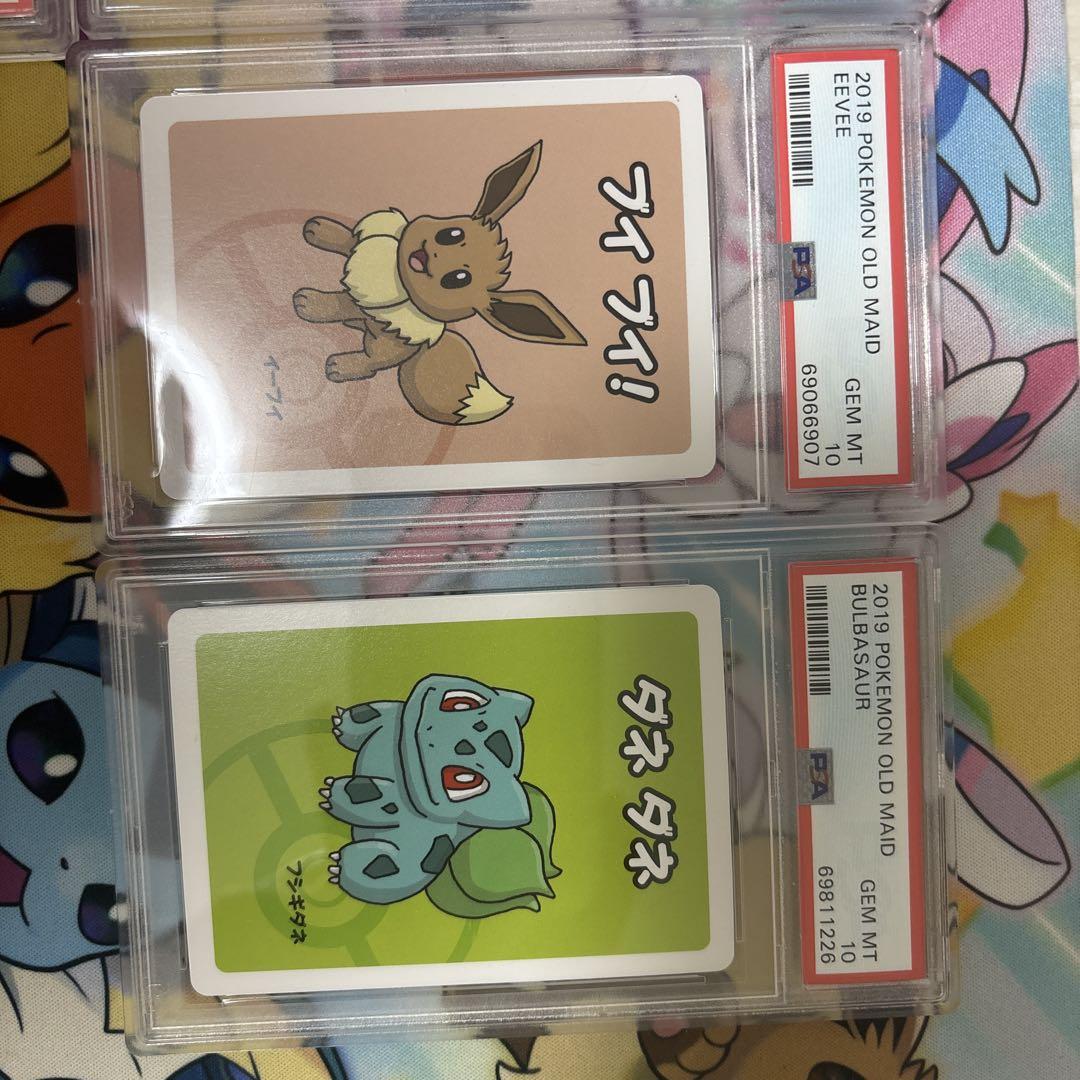 2019 POKEMON OLD MAID
EEVEE
GEM MT
10
69066907
PSA
ブイブイ!
イーブイ
2019 POKEMON OLD MAID
BULBASAUR
GEM MT
10
69811226
PSA
ダネダネ
フシギダネ